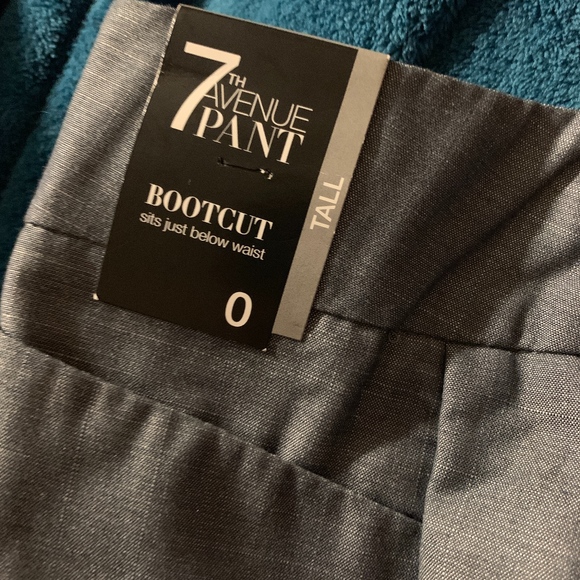 7TH
AVENUE
PANT
BOOTCUT
sits just below waist
0
TALL